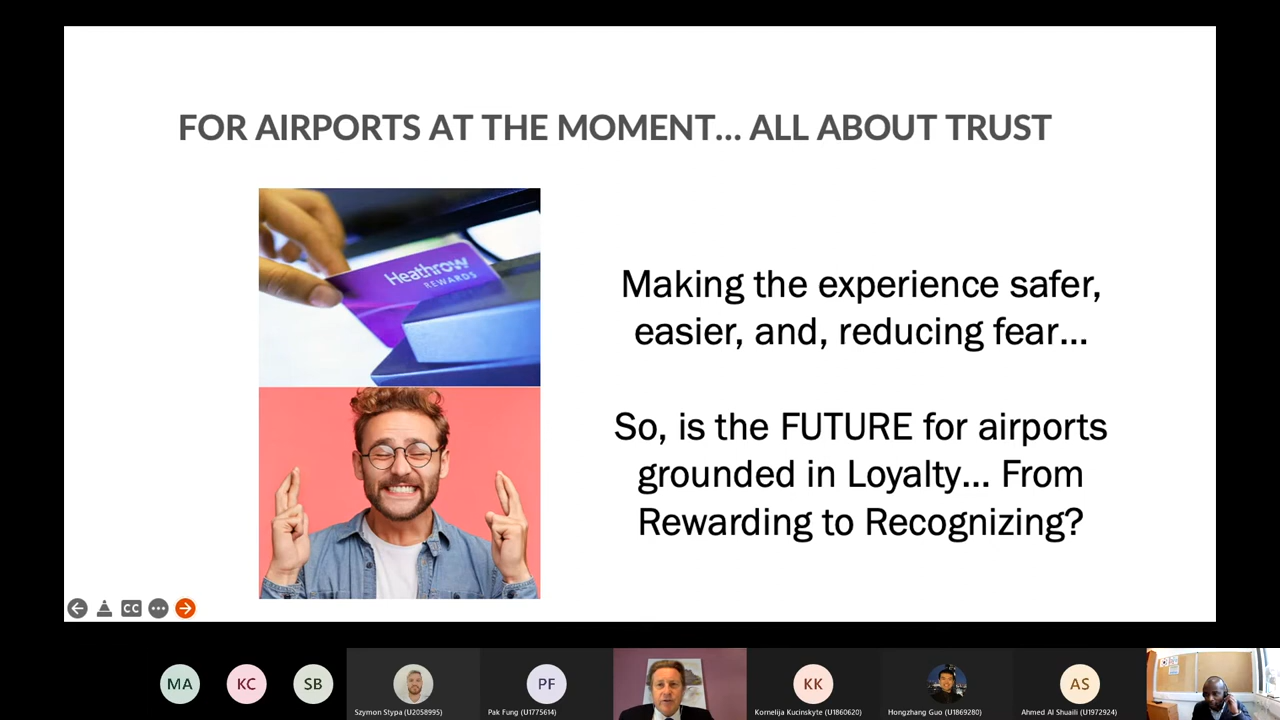 FOR AIRPORTS AT THE MOMENT... ALL ABOUT TRUST
Heathrow
REWARDS
Making the experience safer,
easier, and, reducing fear...
So, is the FUTURE for airports
grounded in Loyalty... From
Rewarding to Recognizing?
CC
MA
KC
SB
PF
KK
AS
Szymon Stypa (U2058995)
Pak Fung (U1775614)
Kornelija Kucinskyte (U1860620)
Hongzhang Guo (U1869280)
Ahmed Al Shuaili (U1972924)